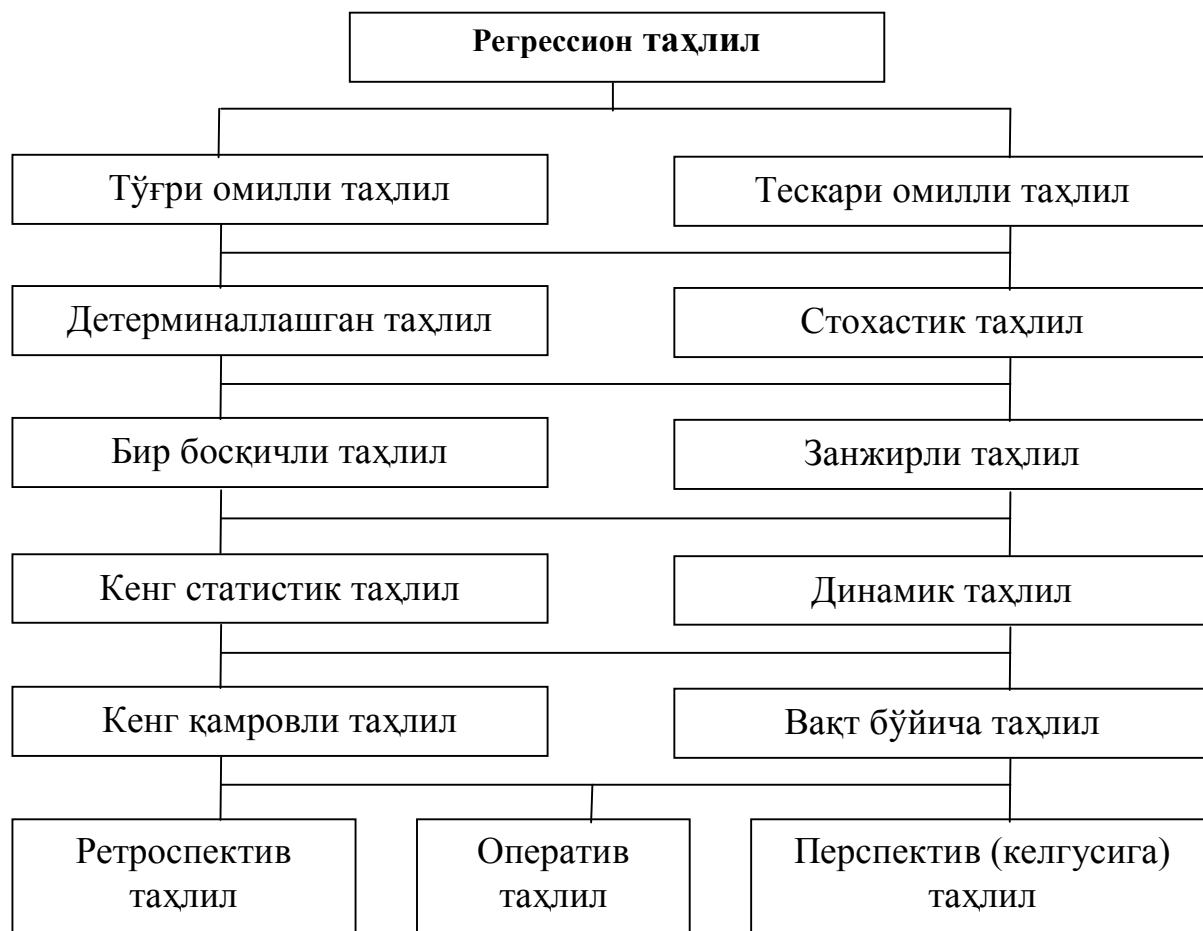 Регрессион таҳлил
Тўғри омилли таҳлил
Тескари омилли таҳлил
Детерминаллашган таҳлил
Стохастик таҳлил
Бир босқичли таҳлил
Занжирли таҳлил
Кенг статистик таҳлил
Динамик таҳлил
Кенг қамровли таҳлил
Вақт бўйича таҳлил
Ретроспектив
таҳлил
Оператив
таҳлил
Перспектив (келгусига)
таҳлил